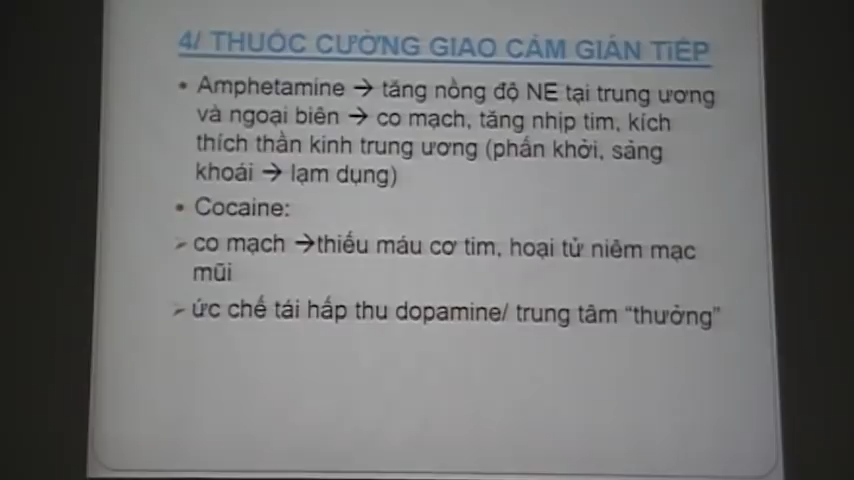 4/ THUỐC CƯỜNG GIAO CẢM GIÁN TIẾP
• Amphetamine → tăng nồng độ NE tại trung ương
và ngoại biên → co mạch, tăng nhịp tim, kích
thích thần kinh trung ương (phấn khởi, sảng
khoái → lạm dụng)
• Cocaine:
➢ co mạch →thiếu máu cơ tim, hoại tử niêm mạc
mũi
➢ ức chế tái hấp thu dopamine/ trung tâm “thưởng”